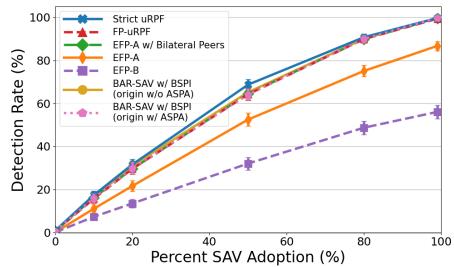 Strict uRPF
FP-uRPF
EFP-A w/ Bilateral Peers
EFP-A
EFP-B
BAR-SAV w/ BSPI
(origin w/o ASPA)
BAR-SAV w/ BSPI
(origin w/ ASPA)
Detection Rate (%)
100
80
60
40
20
0
0 20 40 60 80 100
Percent SAV Adoption (%)